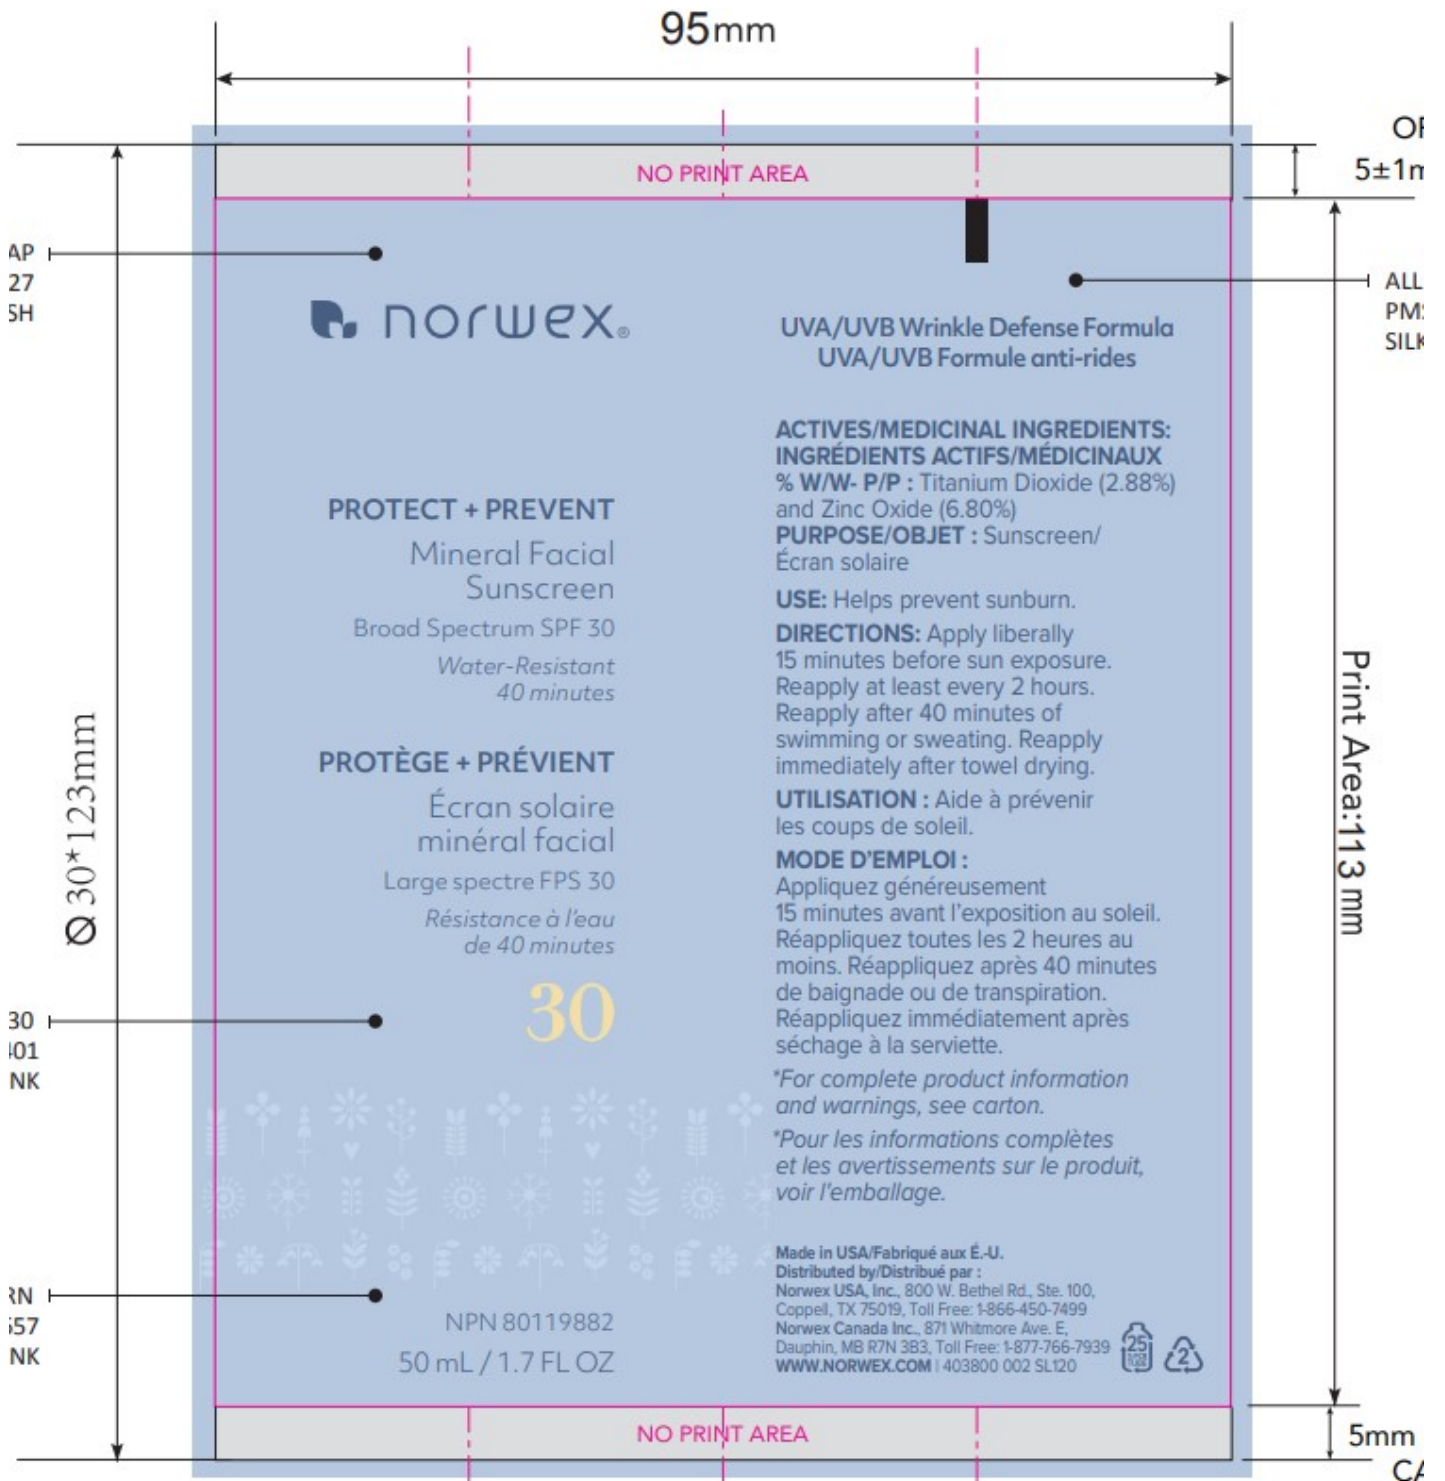 95mm
NO PRINT AREA
5±1m
AP
27
SH
ALL
SILK
norwex®
UVA/UVB Wrinkle Defense Formula
UVA/UVB Formule anti-rides
PROTECT + PREVENT
Mineral Facial
Sunscreen
Broad Spectrum SPF 30
Water-Resistant
40 minutes
PROTÈGE + PRÉVIENT
Écran solaire
minéral facial
Large spectre FPS 30
Résistance à l'eau
de 40 minutes
30
NPN 80119882
50 mL / 1.7 FL OZ
ACTIVES/MEDICINAL INGREDIENTS:
INGRÉDIENTS ACTIFS/MÉDICINAUX
% W/W- P/P : Titanium Dioxide (2.88%)
and Zinc Oxide (6.80%)
PURPOSE/OBJET : Sunscreen/
Écran solaire
USE: Helps prevent sunburn.
DIRECTIONS: Apply liberally
15 minutes before sun exposure.
Reapply at least every 2 hours.
Reapply after 40 minutes of
swimming or sweating. Reapply
immediately after towel drying.
UTILISATION : Aide à prévenir
les coups de soleil.
MODE D'EMPLOI :
Appliquez généreusement
15 minutes avant l'exposition au soleil.
Réappliquez toutes les 2 heures au
moins. Réappliquez après 40 minutes
de baignade ou de transpiration.
Réappliquez immédiatement après
séchage à la serviette.
*For complete product information
and warnings, see carton.
*Pour les informations complètes
et les avertissements sur le produit,
voir l'emballage.
Made in USA/Fabriqué aux É.-U.
Distributed by/Distribué par :
Norwex USA, Inc., 800 W. Bethel Rd., Ste. 100,
Coppell, TX 75019, Toll Free: 1-866-450-7499
Norwex Canada Inc., 871 Whitmore Ave. E,
Dauphin, MB R7N 3B3, Toll Free: 1-877-766-7939
WWW.NORWEX.COM | 403800 002 SL120
25
2
Ø 30* 123mm
Print Area:113 mm
30
401
NK
RN
557
NK
NO PRINT AREA
5mm